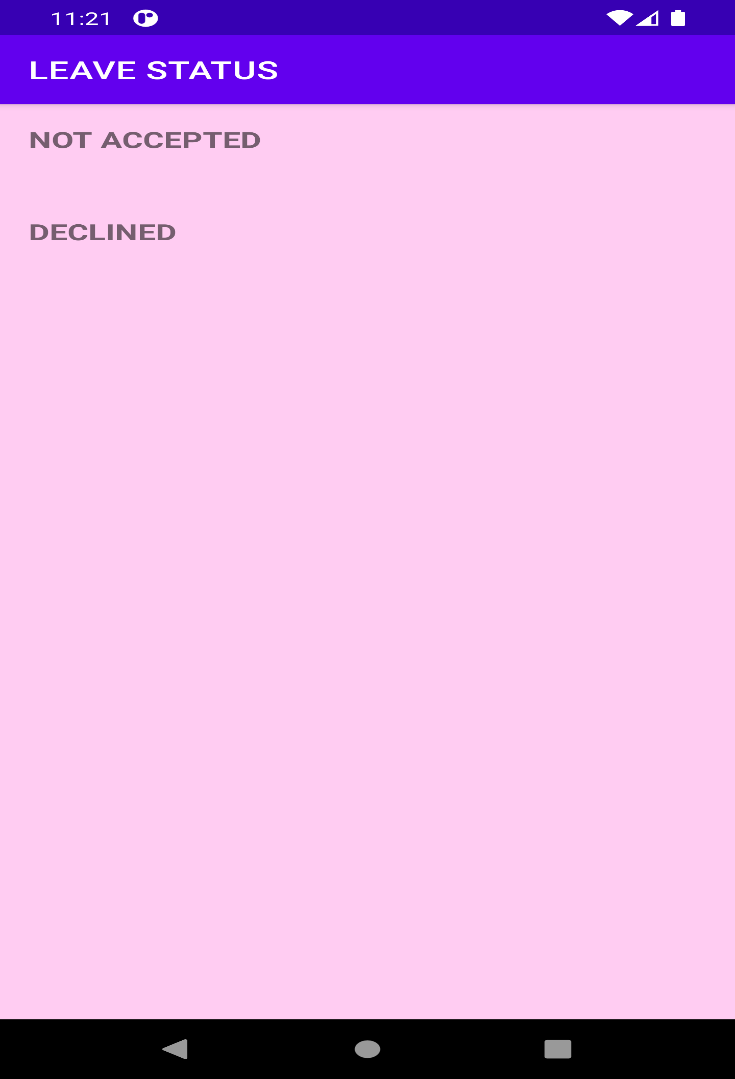 11:21
LEAVE STATUS
NOT ACCEPTED
DECLINED